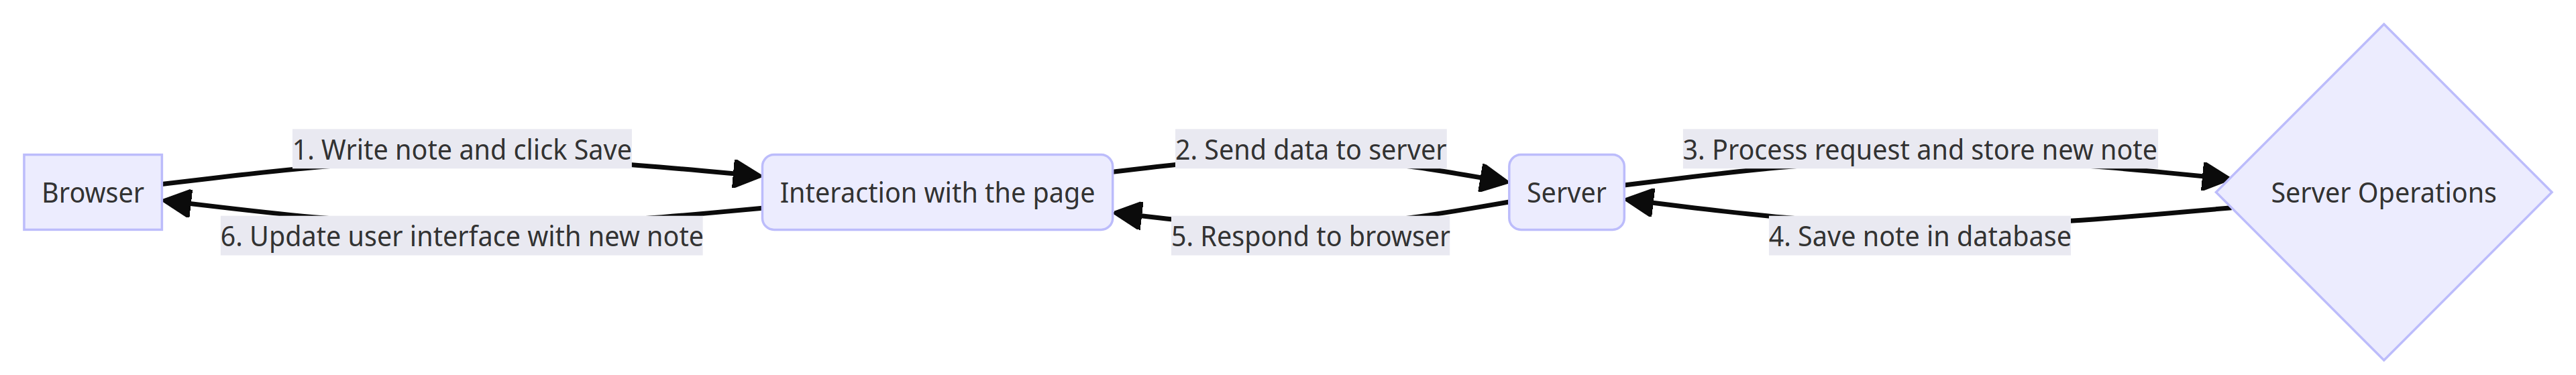 1. Write note and click Save
2. Send data to server
3. Process request and store new note
Browser
Interaction with the page
Server
Server Operations
6. Update user interface with new note
5. Respond to browser
4. Save note in database